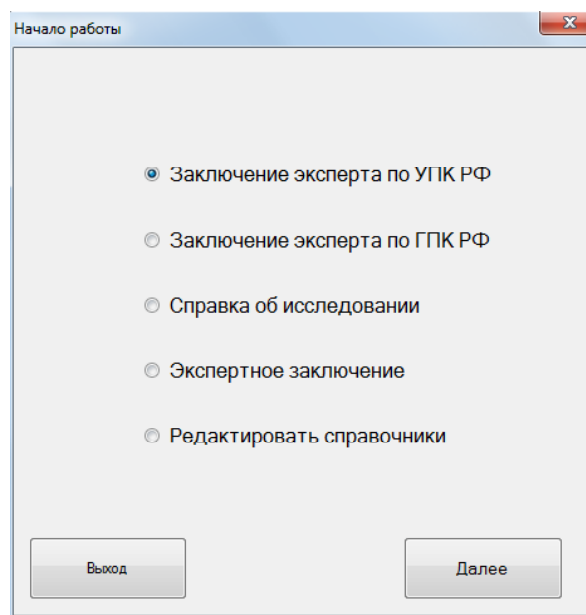 Начало работы
Заключение эксперта по УПК РФ
Заключение эксперта по ГПК РФ
Справка об исследовании
Экспертное заключение
Редактировать справочники
Выход
Далее